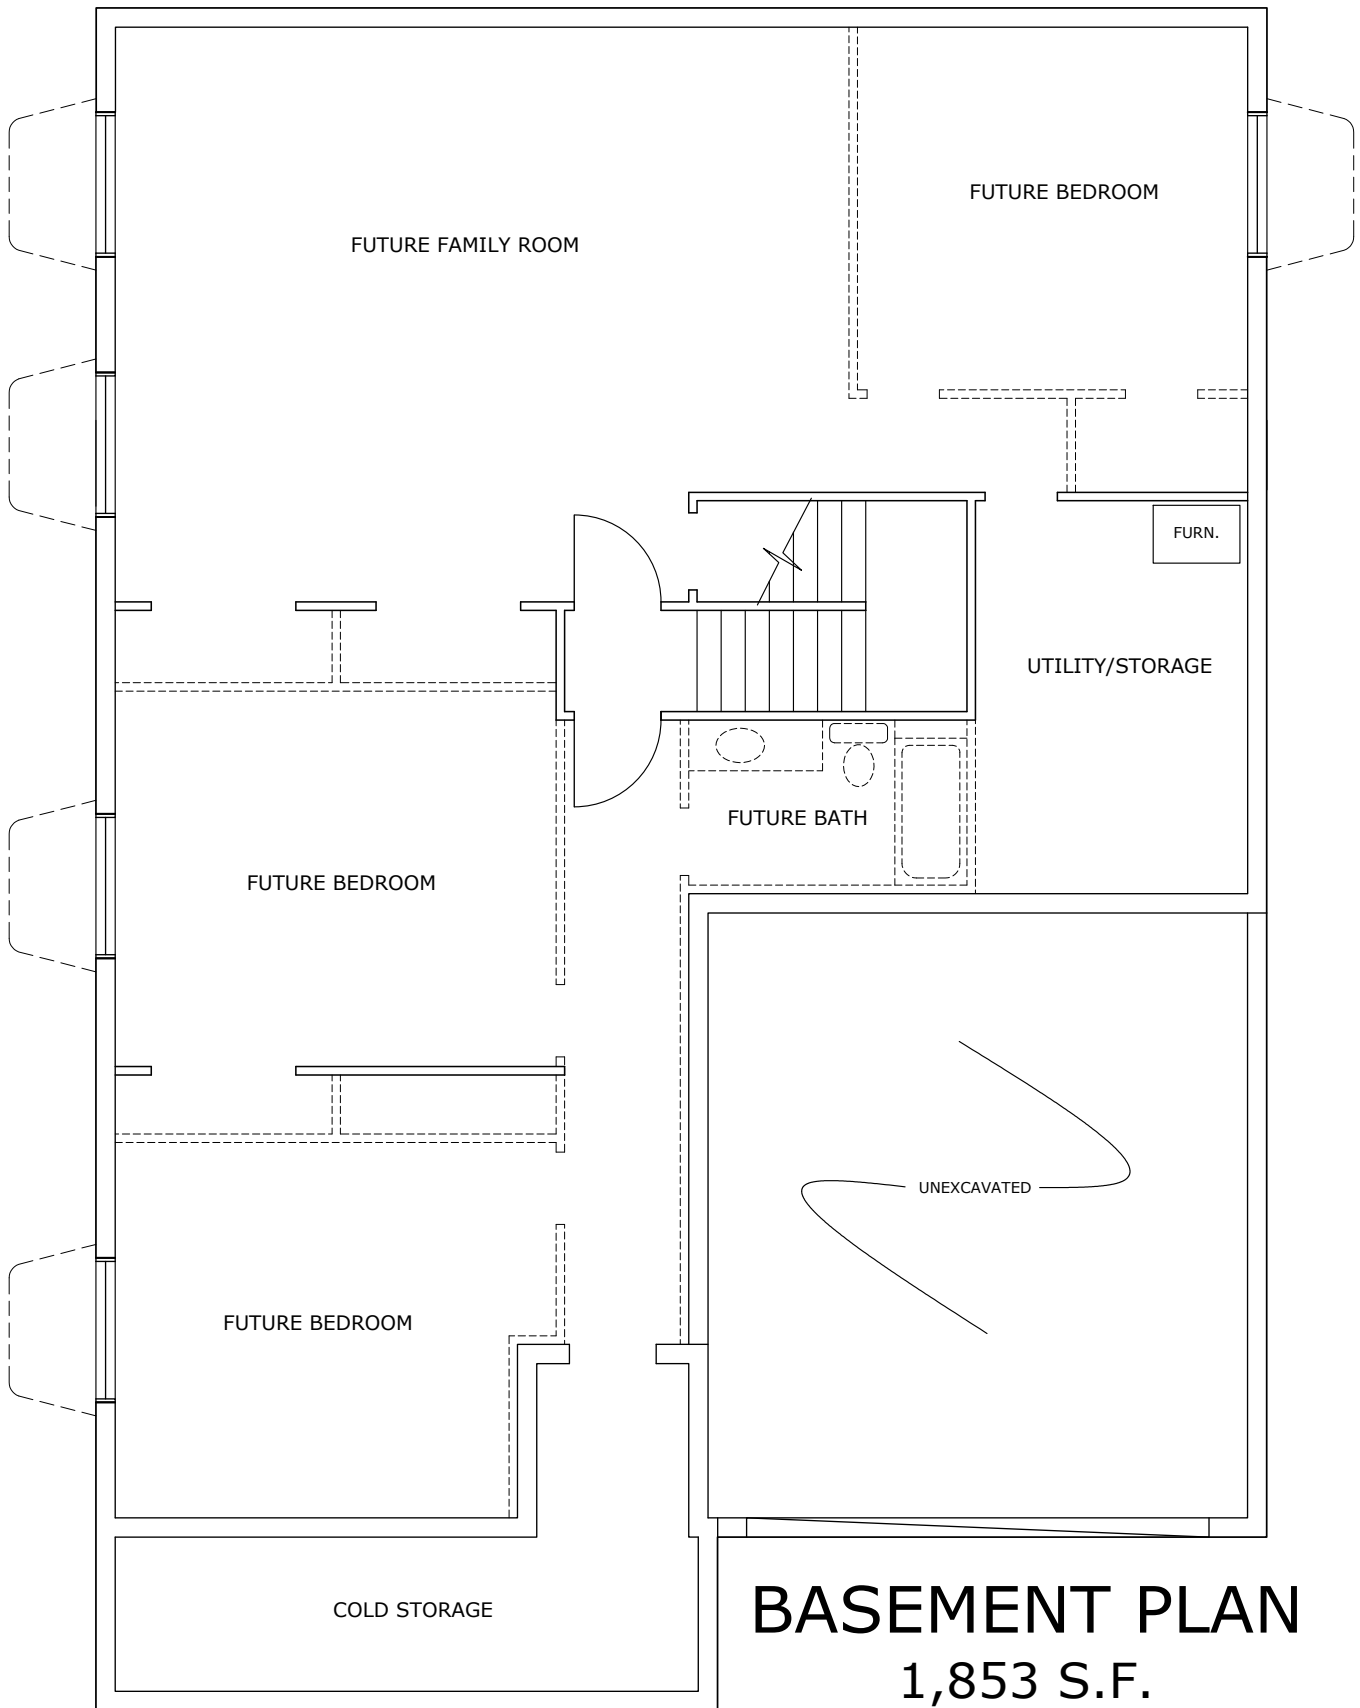 FUTURE BEDROOM
FUTURE FAMILY ROOM
FURN.
UTILITY/STORAGE
FUTURE BATH
FUTURE BEDROOM
UNEXCAVATED
FUTURE BEDROOM
COLD STORAGE
BASEMENT PLAN
1,853 S.F.